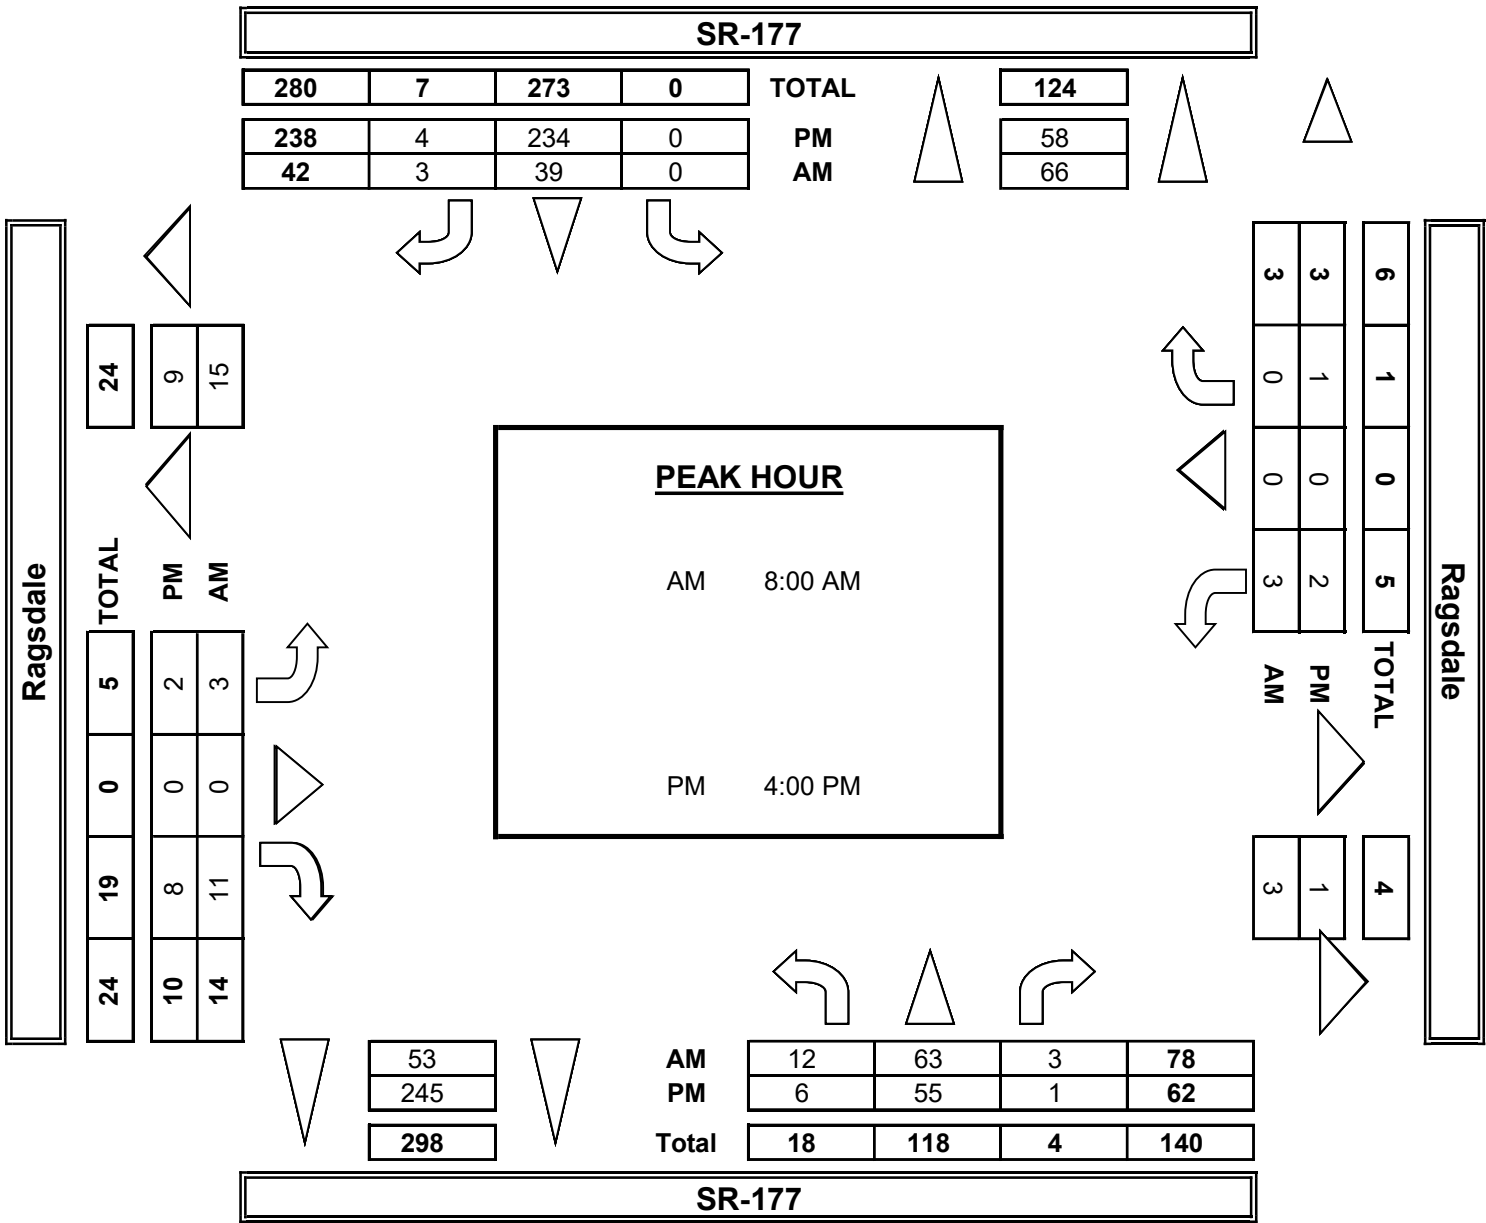 SR-177
280 7 273 0 TOTAL 124
238 4 234 0 PM 58
42 3 39 0 AM 66
Ragsdale
24 9 15
TOTAL PM AM
5 2 3
0 0 0
19 8 11
24 10 14
PEAK HOUR
AM 8:00 AM
PM 4:00 PM
3 3 6
0 1 1
0 0 0
3 2 5
AM PM TOTAL
3 1 4
Ragsdale
53 AM 12 63 3 78
245 PM 6 55 1 62
298 Total 18 118 4 140
SR-177